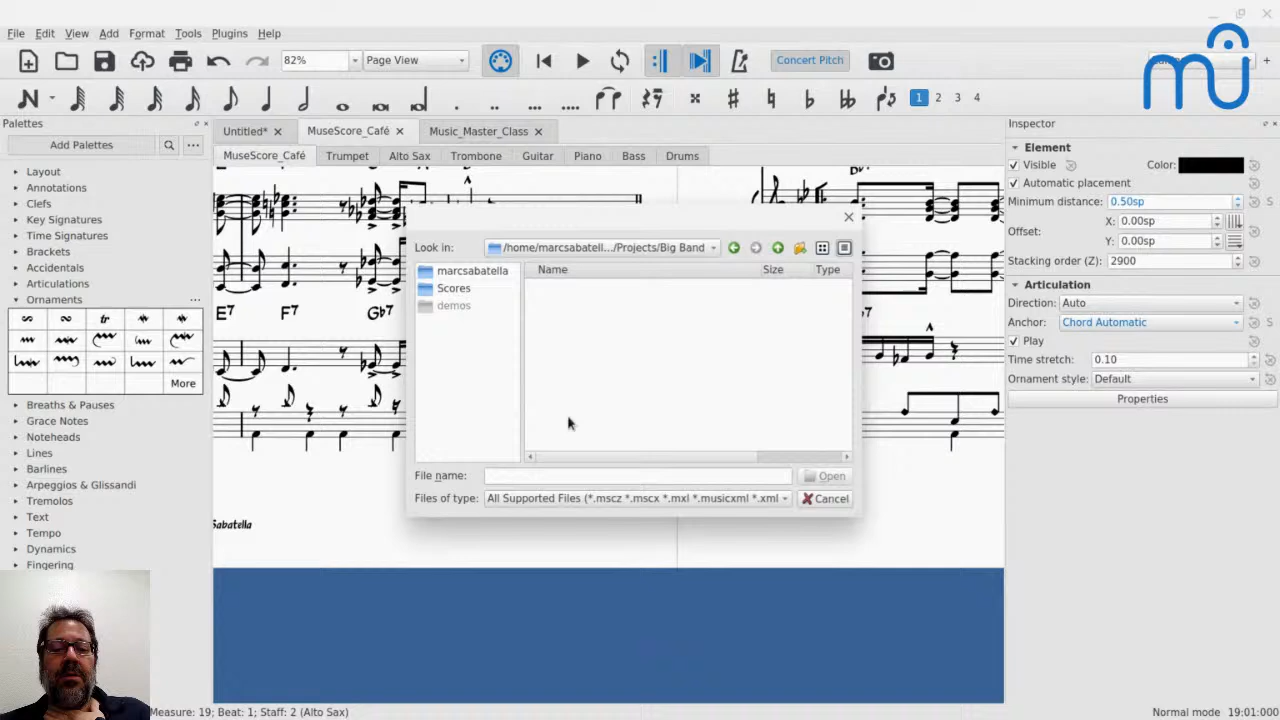 File Edit View Add Format Tools Plugins Help
82% Page View Concert Pitch
1 2 3 4
Palettes
Add Palettes
Layout
Annotations
Clefs
Key Signatures
Time Signatures
Brackets
Accidentals
Articulations
Ornaments
More
Breaths & Pauses
Grace Notes
Noteheads
Lines
Barlines
Arpeggios & Glissandi
Tremolos
Text
Tempo
Dynamics
Fingering
Untitled* MuseScore_Café Music_Master_Class
MuseScore_Café Trumpet Alto Sax Trombone Guitar Piano Bass Drums
E7 F7 Gb7
Sabatella
Look in: /home/marcsabatell.../Projects/Big Band
marcsabatella
Scores
demos
Name Size Type
File name: Open
Files of type: All Supported Files (*.mscz *.mscx *.mxl *.musicxml *.xml Cancel
Inspector
Element
Visible Color:
Automatic placement
Minimum distance: 0.50sp S
Offset: X: 0.00sp
Y: 0.00sp
Stacking order (Z): 2900
Articulation
Direction: Auto
Anchor: Chord Automatic S
Play
Time stretch: 0.10
Ornament style: Default
Properties
Measure: 19; Beat: 1; Staff: 2 (Alto Sax) Normal mode 19:01:000